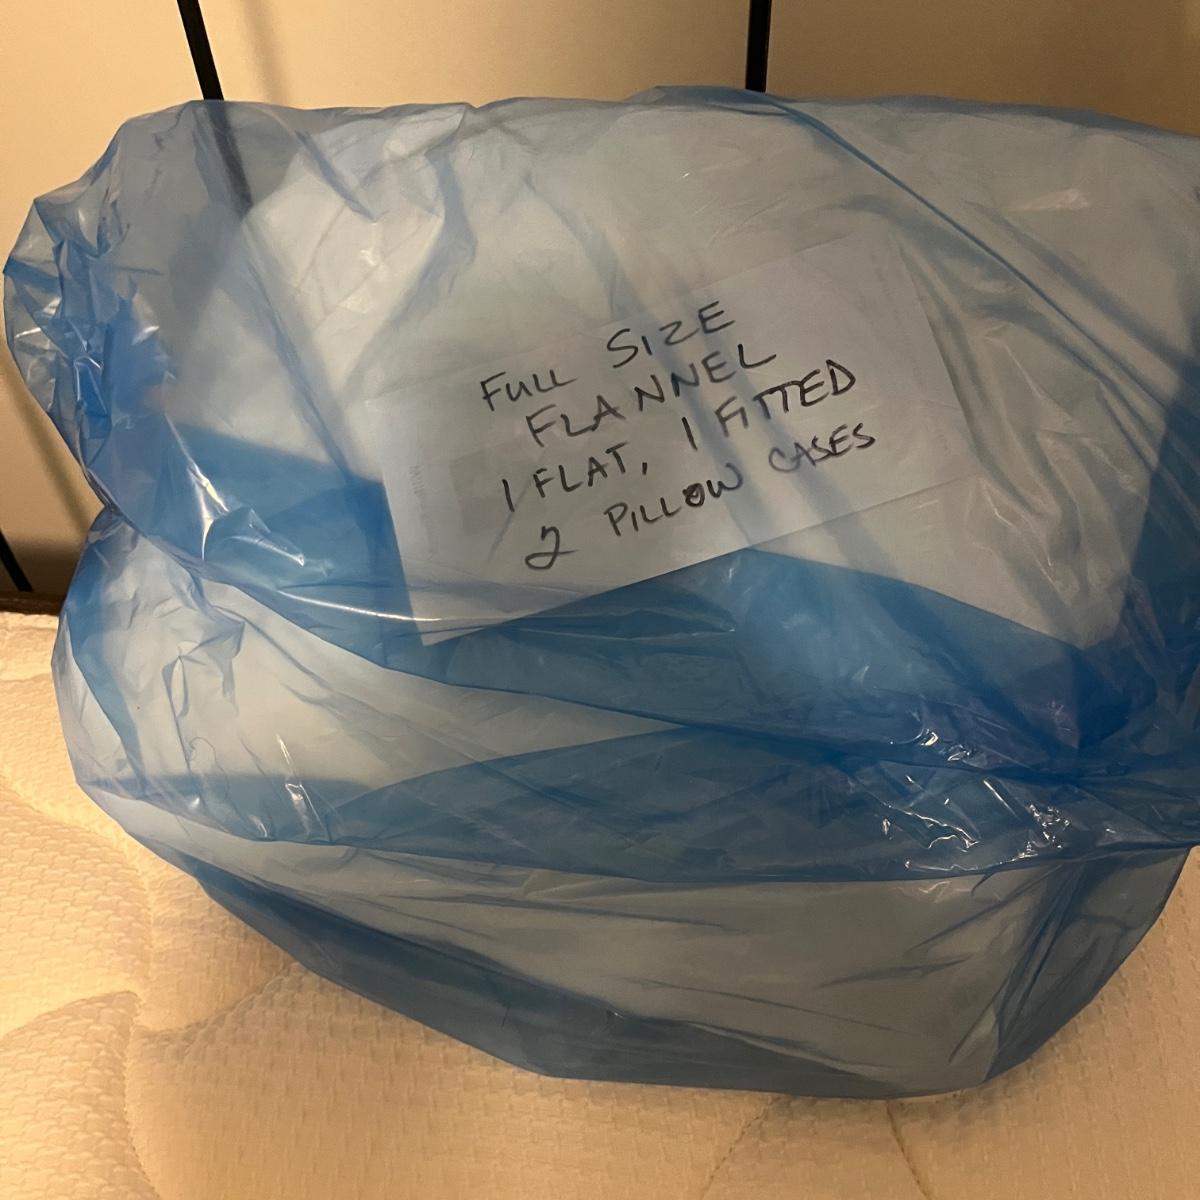 FULL SIZE
FLANNEL
1 FLAT, 1 FITTED
2 PILLOW CASES